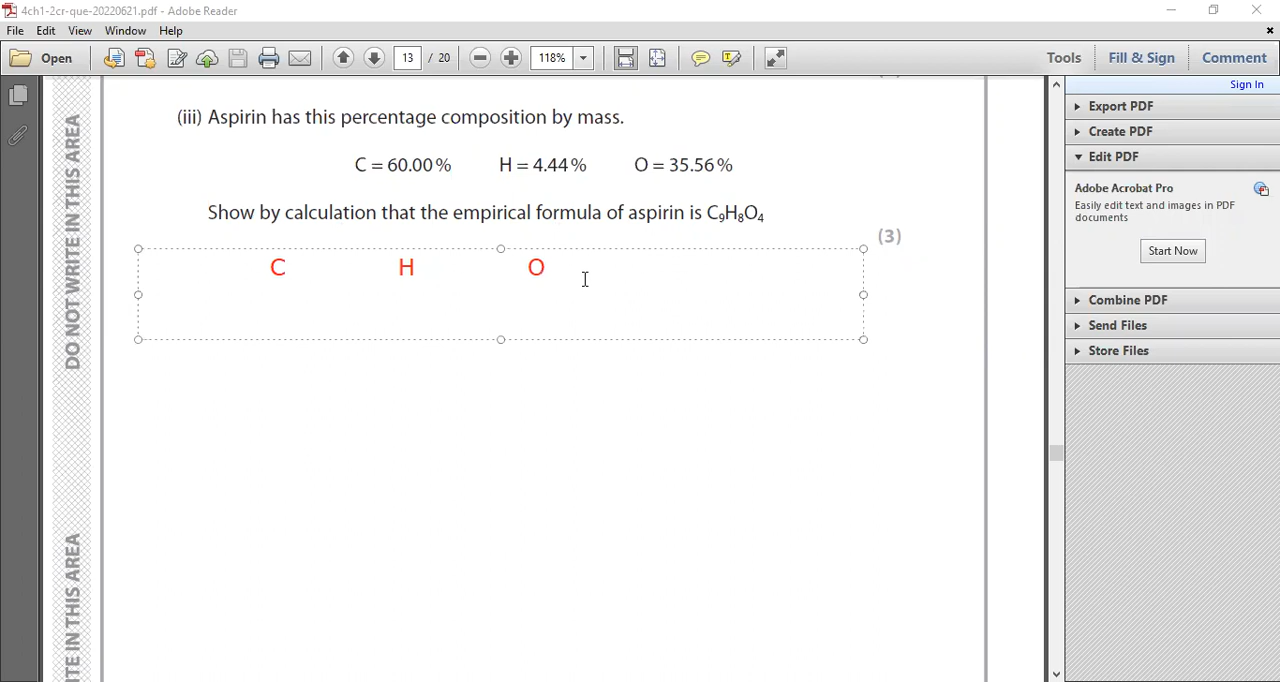 4ch1-2cr-que-20220621.pdf - Adobe Reader
File Edit View Window Help
Open 13 / 20 118% Tools Fill & Sign Comment
Sign In
Export PDF
Create PDF
Edit PDF
Adobe Acrobat Pro
Easily edit text and images in PDF
documents
Start Now
Combine PDF
Send Files
Store Files
DO NOT WRITE IN THIS AREA
(iii) Aspirin has this percentage composition by mass.
C = 60.00% H = 4.44% O = 35.56%
Show by calculation that the empirical formula of aspirin is C₉H₈O₄
(3)
C H O
TE IN THIS AREA